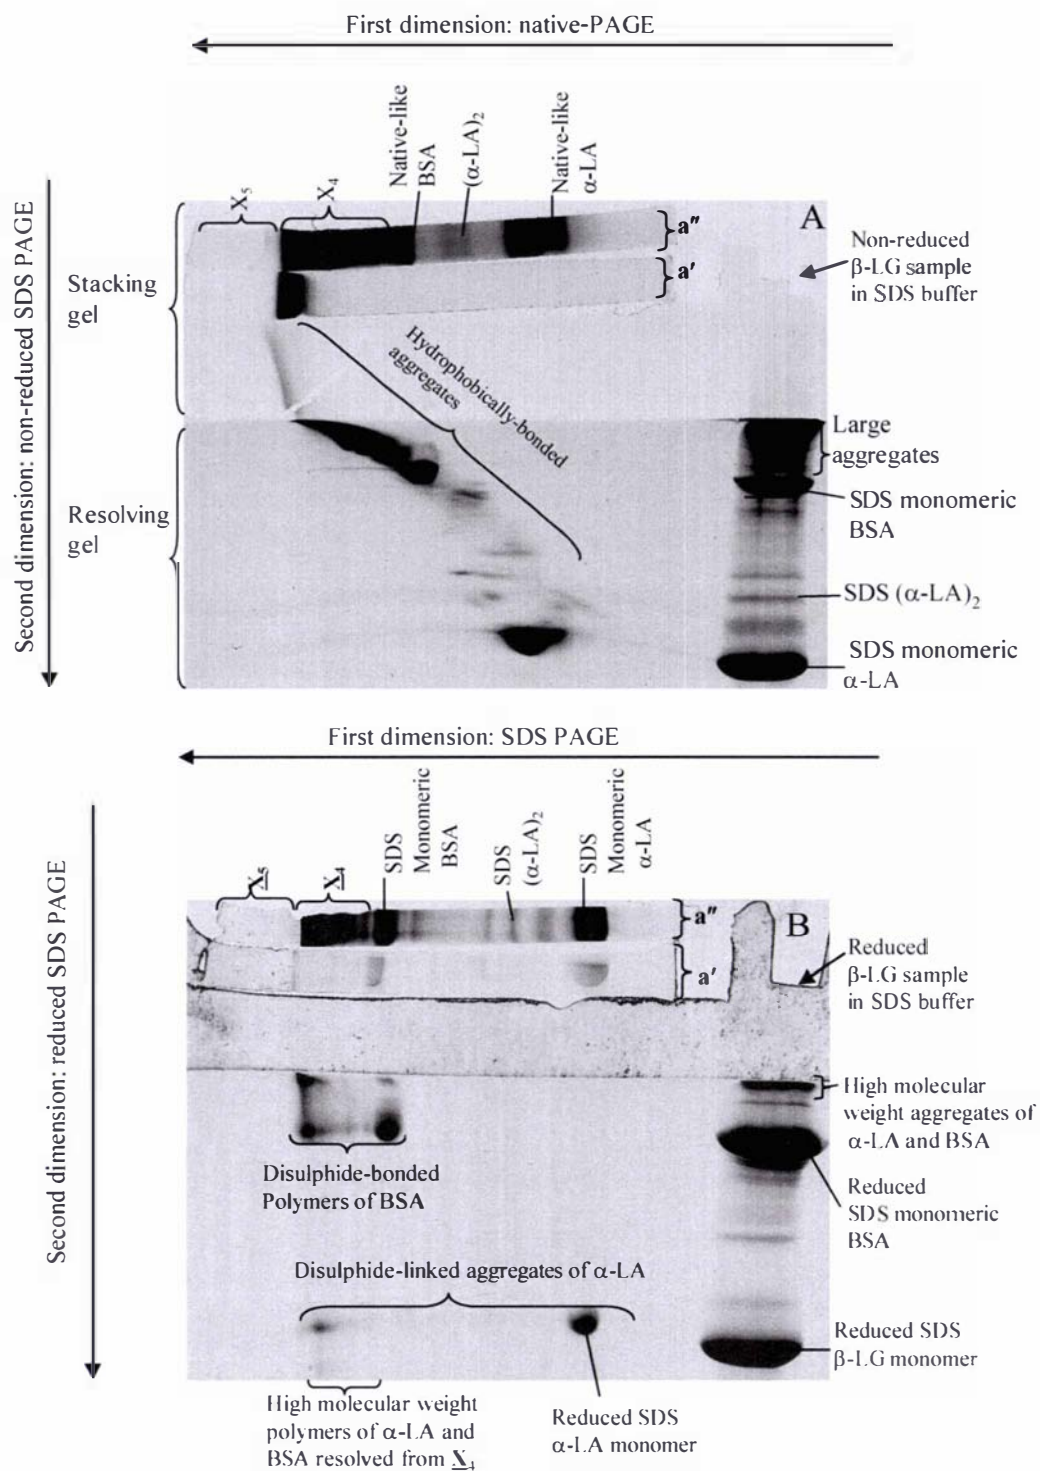 First dimension: native-PAGE
Second dimension: non-reduced SDS PAGE
X5
X4
Native-like
BSA
(α-LA)2
Native-like
α-LA
A
a″
a′
Stacking
gel
Non-reduced
β-LG sample
in SDS buffer
Hydrophobically-bonded
aggregates
Resolving
gel
Large
aggregates
SDS monomeric
BSA
SDS (α-LA)2
SDS monomeric
α-LA
First dimension: SDS PAGE
Second dimension: reduced SDS PAGE
X5
X4
SDS
Monomeric
BSA
SDS
(α-LA)2
SDS
Monomeric
α-LA
B
a″
a′
Reduced
β-LG sample
in SDS buffer
High molecular
weight aggregates of
α-LA and BSA
Disulphide-bonded
Polymers of BSA
Reduced
SDS monomeric
BSA
Disulphide-linked aggregates of α-LA
Reduced SDS
β-LG monomer
High molecular weight
polymers of α-LA and
BSA resolved from X4
Reduced SDS
α-LA monomer